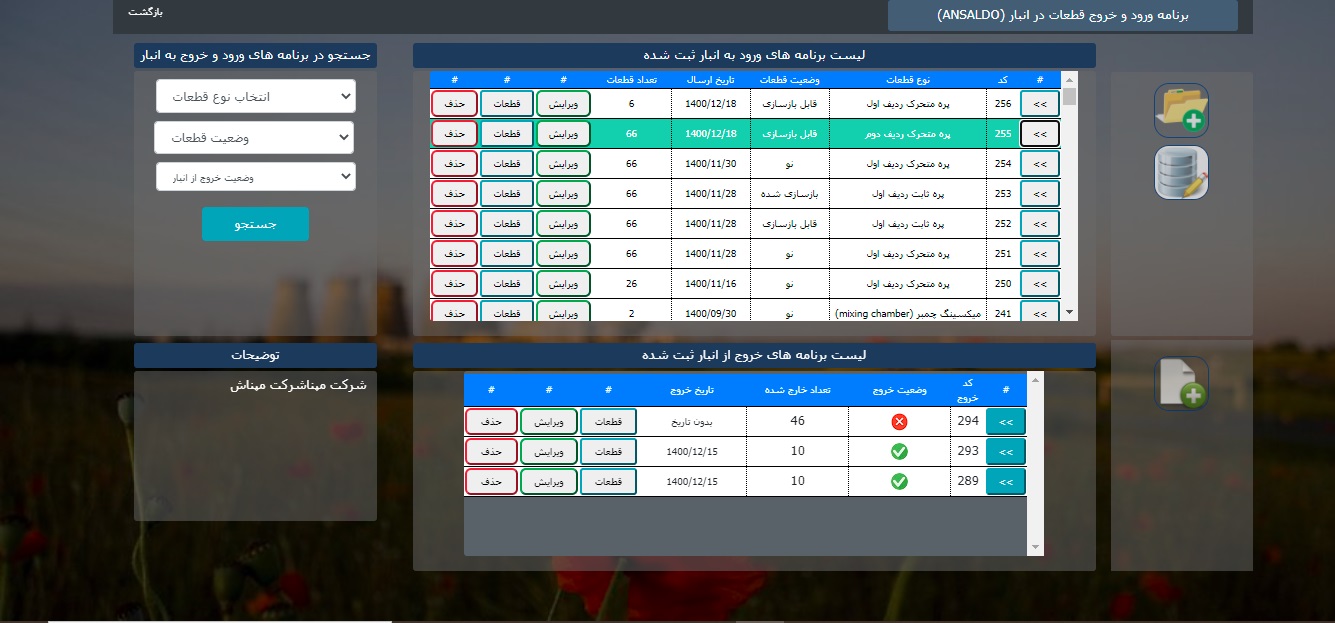 برنامه ورود و خروج قطعات در انبار (ANSALDO)
بازگشت
لیست برنامه های ورود به انبار ثبت شده
# کد نوع قطعات وضعیت قطعات تاریخ ارسال تعداد قطعات # # #
>> 256 پره متحرک ردیف اول قابل بازسازی 1400/12/18 6 ویرایش قطعات حذف
>> 255 پره متحرک ردیف دوم قابل بازسازی 1400/12/18 66 ویرایش قطعات حذف
>> 254 پره متحرک ردیف اول نو 1400/11/30 66 ویرایش قطعات حذف
>> 253 پره ثابت ردیف اول بازسازی شده 1400/11/28 66 ویرایش قطعات حذف
>> 252 پره ثابت ردیف اول قابل بازسازی 1400/11/28 66 ویرایش قطعات حذف
>> 251 پره متحرک ردیف اول نو 1400/11/28 66 ویرایش قطعات حذف
>> 250 پره متحرک ردیف اول نو 1400/11/16 26 ویرایش قطعات حذف
>> 241 میکسینگ چمبر (mixing chamber) نو 1400/09/30 2 ویرایش قطعات حذف
جستجو در برنامه های ورود و خروج به انبار
انتخاب نوع قطعات
وضعیت قطعات
وضعیت خروج از انبار
جستجو
لیست برنامه های خروج از انبار ثبت شده
# کد خروج وضعیت خروج تعداد خارج شده تاریخ خروج # # #
>> 294 46 بدون تاریخ قطعات ویرایش حذف
>> 293 10 1400/12/15 قطعات ویرایش حذف
>> 289 10 1400/12/15 قطعات ویرایش حذف
توضیحات
شرکت مپناشرکت مپناش